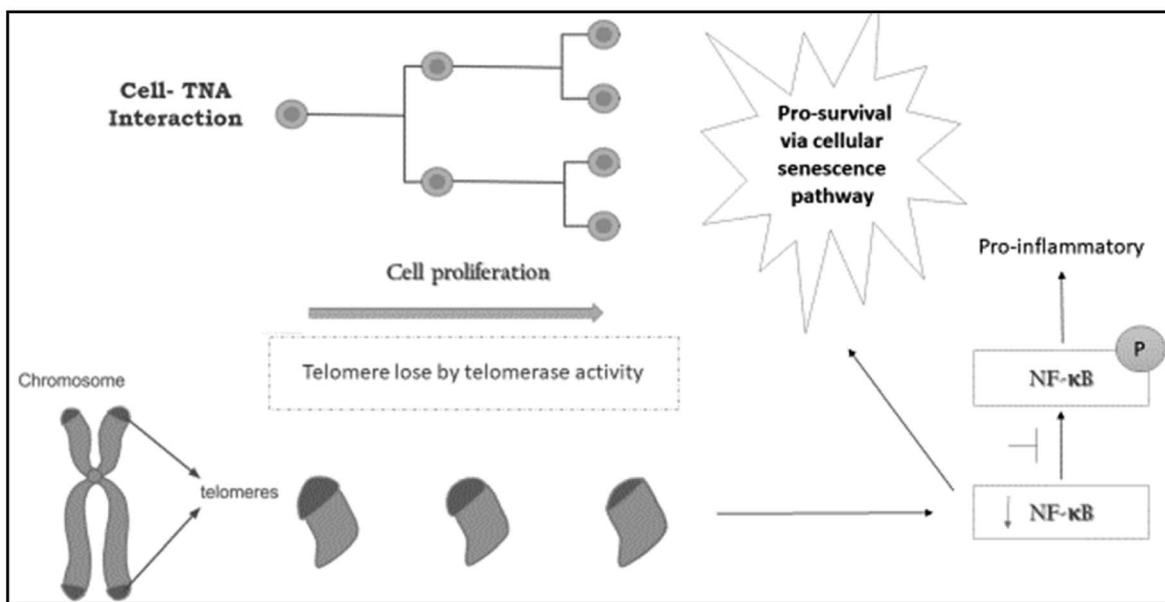 Cell- TNA
Interaction
Cell proliferation
Telomere lose by telomerase activity
Chromosome
telomeres
Pro-survival
via cellular
senescence
pathway
Pro-inflammatory
P
NF-κB
↓ NF-κB